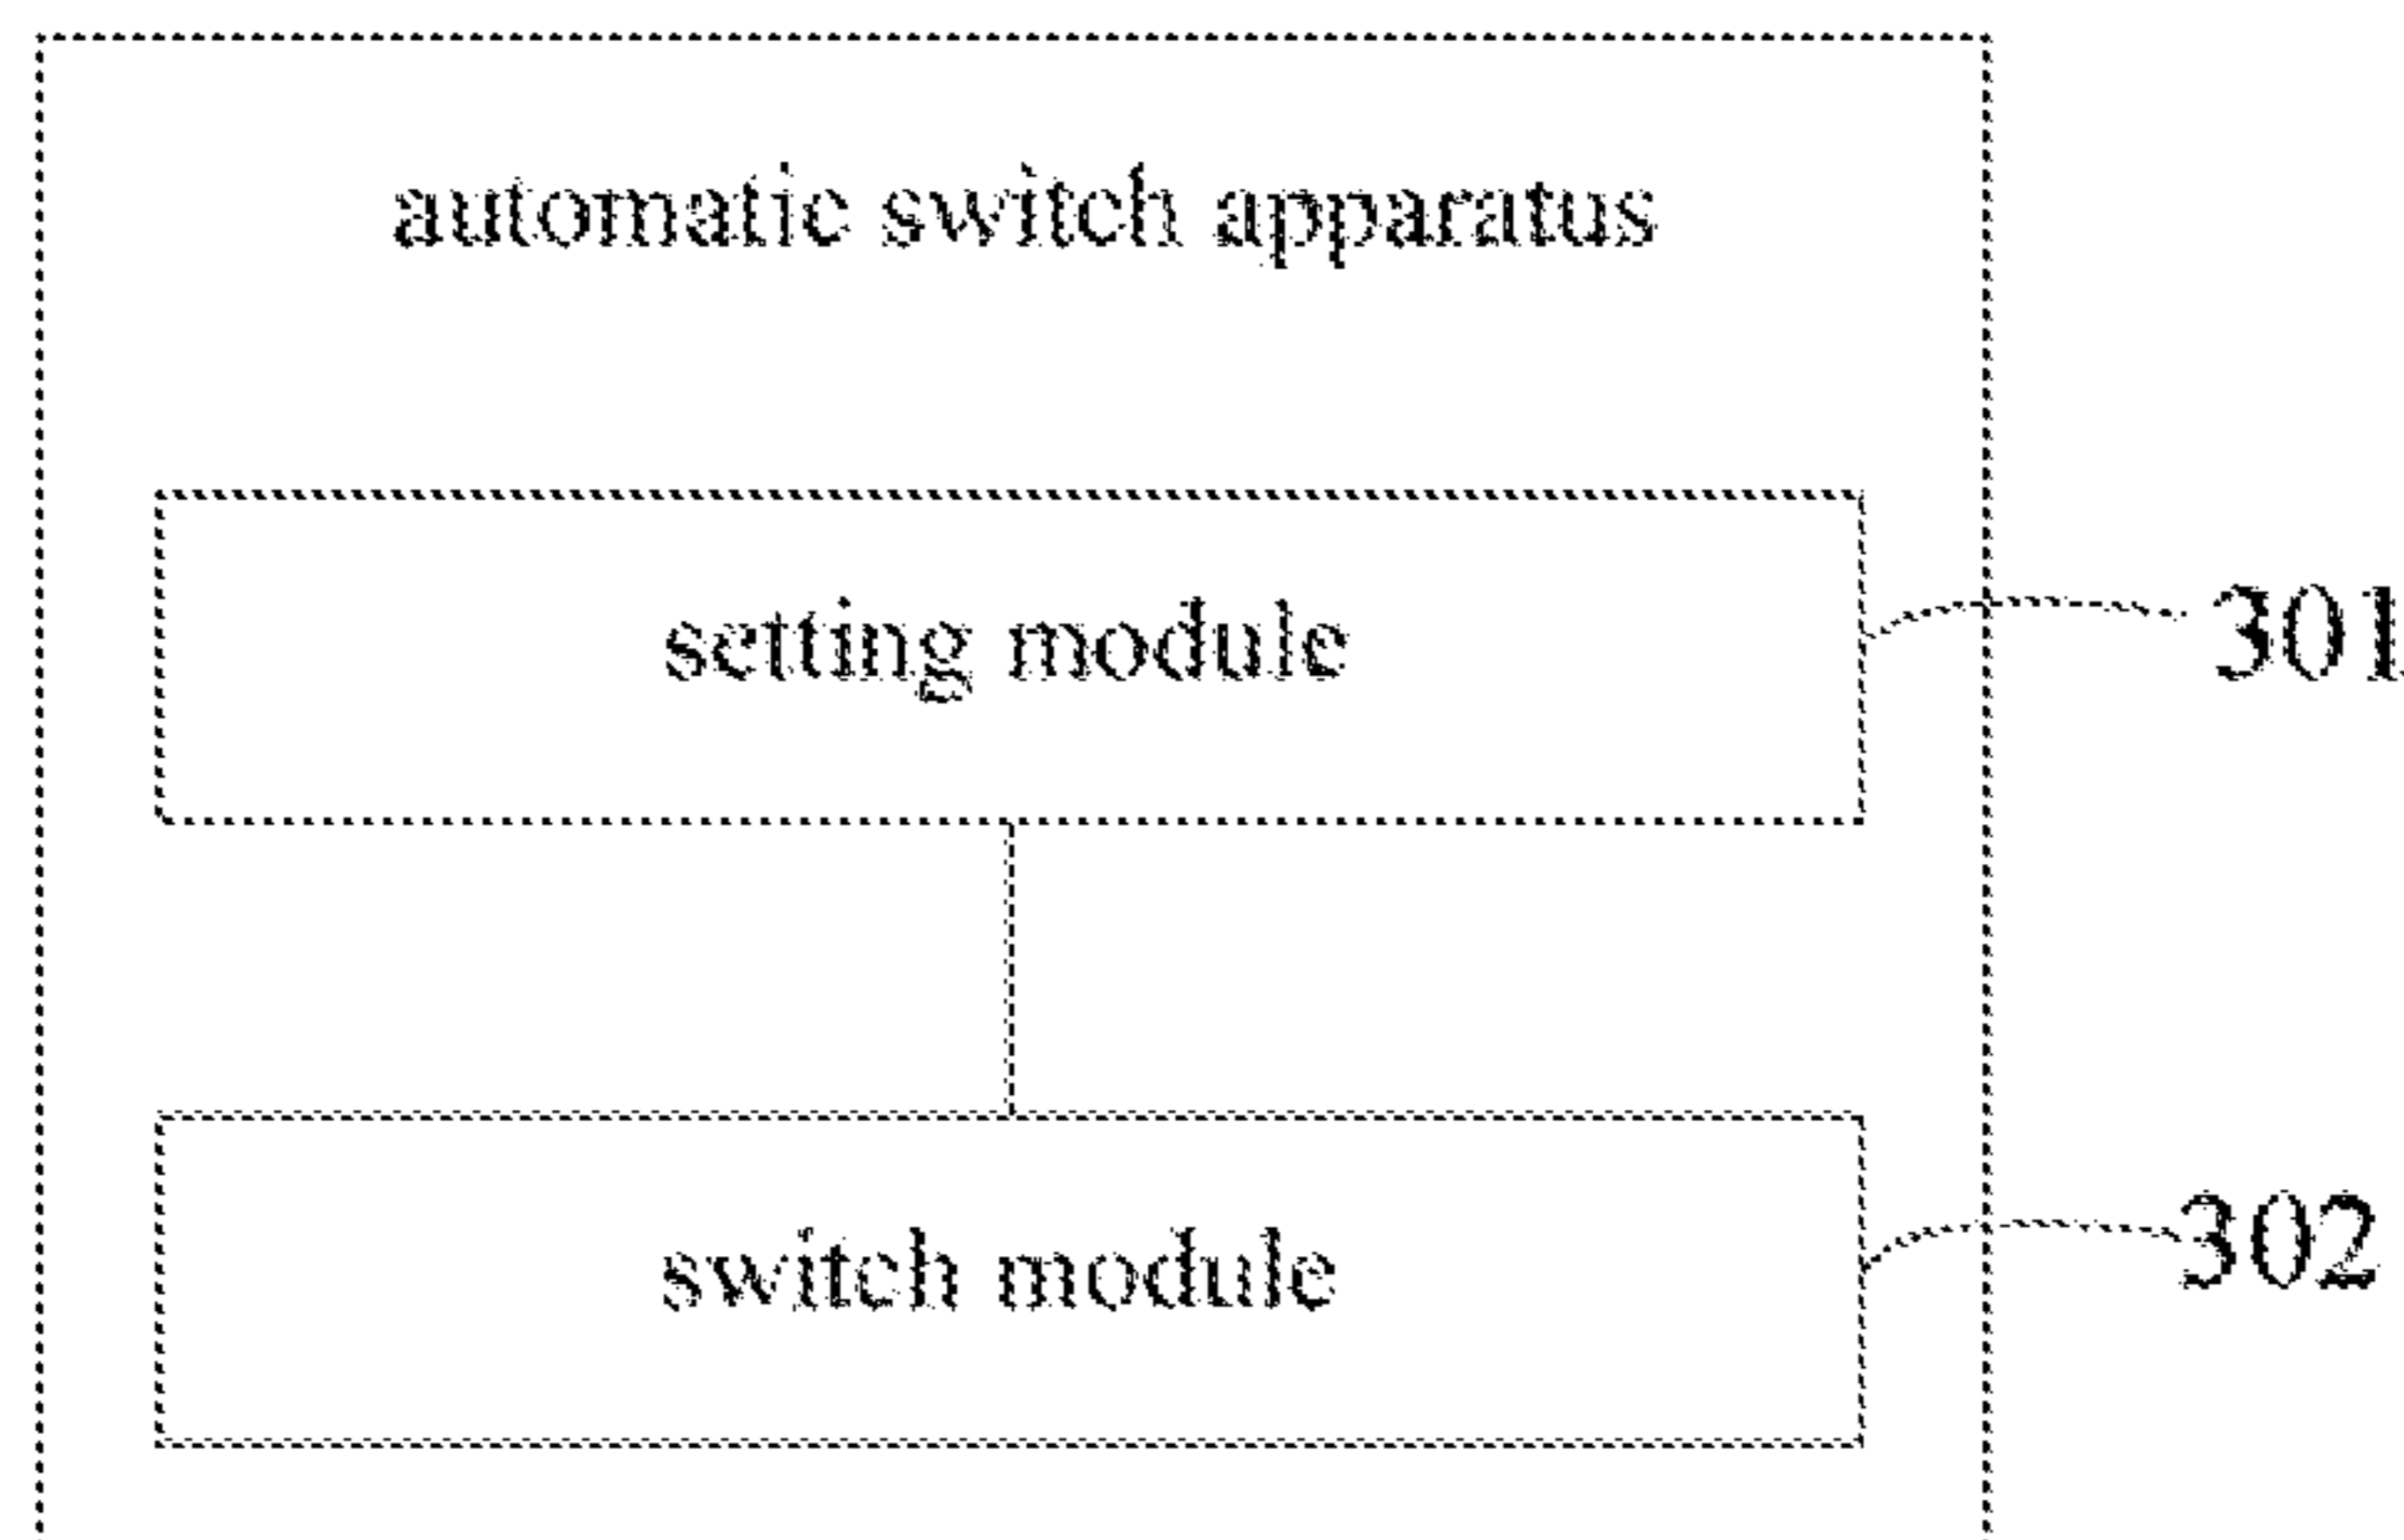 automatic switch apparatus
setting module
301
switch module
302